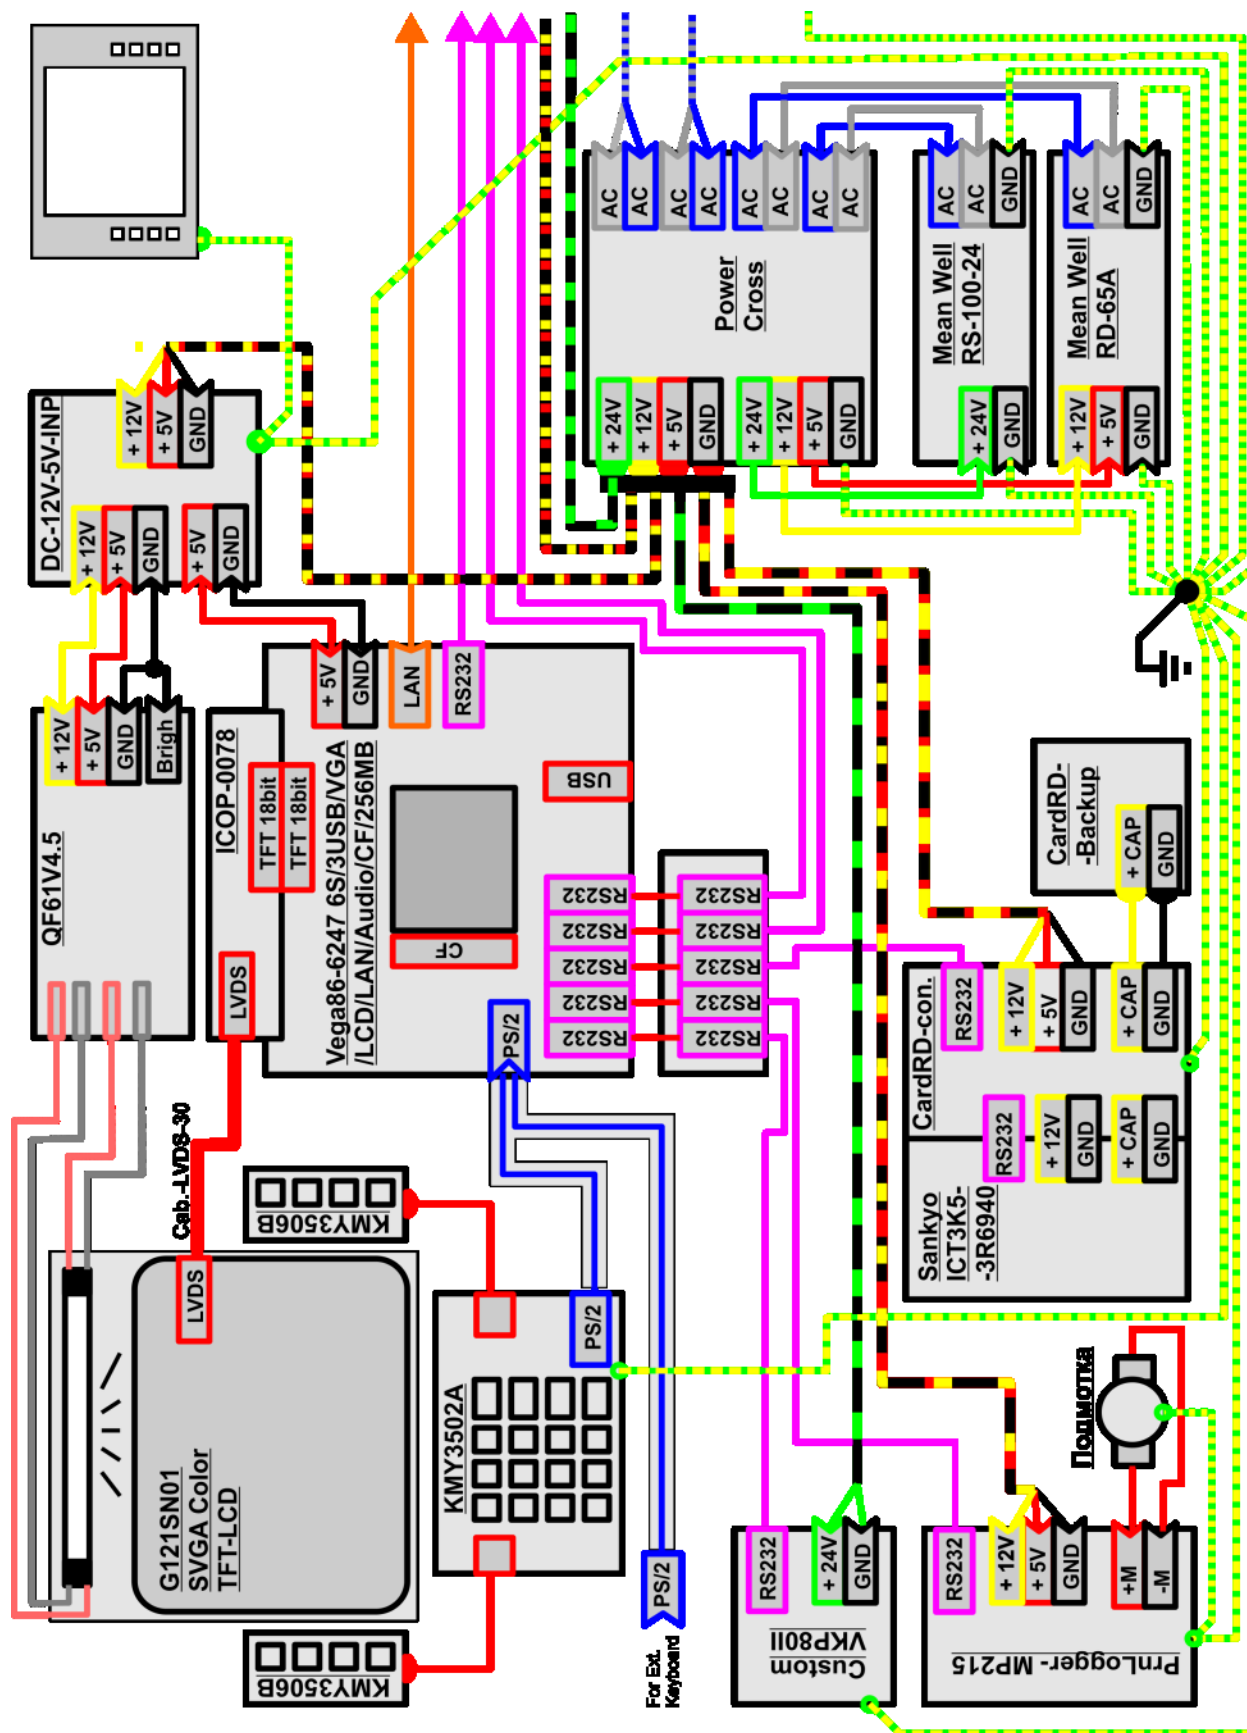 DC-12V-5V-INP
+ 12V
+ 5V
GND
+ 12V
+ 5V
GND
+ 5V
GND
AC
AC
AC
AC
AC
AC
AC
AC
Power
Cross
+ 24V
+ 12V
+ 5V
GND
+ 24V
+ 12V
+ 5V
GND
AC
AC
GND
Mean Well
RS-100-24
+ 24V
GND
AC
AC
GND
Mean Well
RD-65A
+ 12V
+ 5V
GND
QF61V4.5
+ 12V
+ 5V
GND
Brigh
ICOP-0078
TFT 18bit
TFT 18bit
LVDS
+ 5V
GND
LAN
RS232
Vega86-6247 6S/3USB/VGA
/LCD/LAN/Audio/CF/256MB
USB
CF
PS/2
RS232
RS232
RS232
RS232
RS232
RS232
RS232
RS232
RS232
RS232
CardRD-
-Backup
+ CAP
GND
CardRD-con.
RS232
+ 12V
+ 5V
GND
+ CAP
GND
RS232
+ 12V
GND
+ CAP
GND
Sankyo
ICT3K5-
-3R6940
Cab.-LVDS-30
LVDS
G121SN01
SVGA Color
TFT-LCD
KMY3506B
KMY3506B
KMY3502A
PS/2
PS/2
For Ext.
Keyboard
RS232
+ 24V
GND
Custom
VKP80II
RS232
+ 12V
+ 5V
GND
+M
-M
PrnLogger- MP215
Подмотка